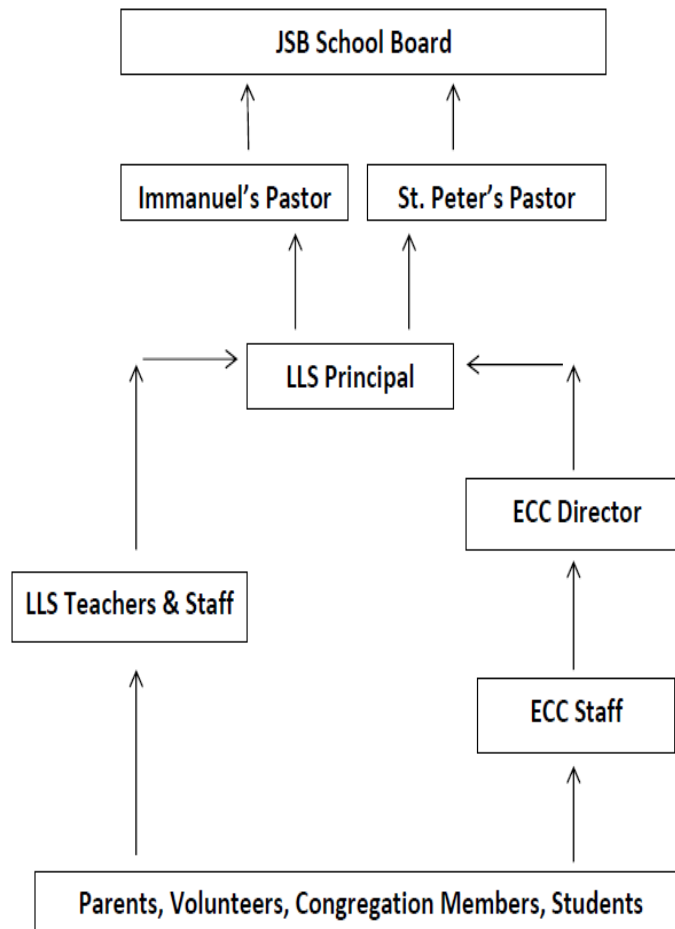 JSB School Board
Immanuel's Pastor
St. Peter's Pastor
LLS Principal
ECC Director
LLS Teachers & Staff
ECC Staff
Parents, Volunteers, Congregation Members, Students